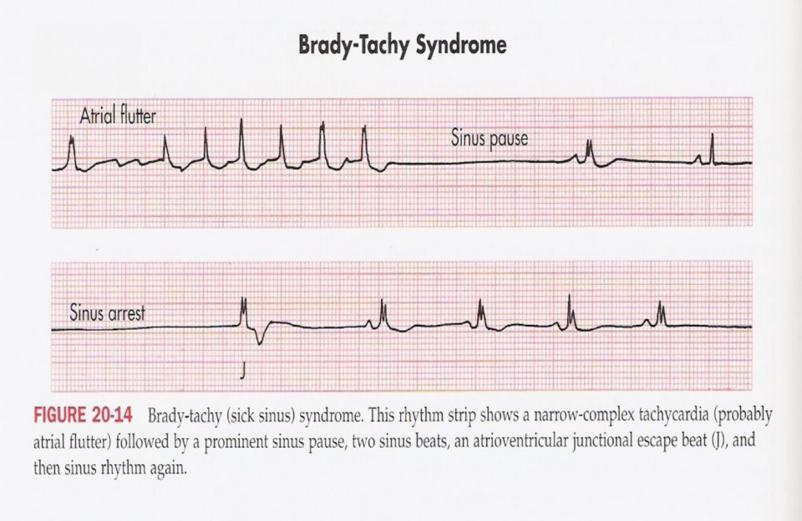 Brady-Tachy Syndrome
Atrial flutter
Sinus pause
Sinus arrest
J
FIGURE 20-14 Brady-tachy (sick sinus) syndrome. This rhythm strip shows a narrow-complex tachycardia (probably
atrial flutter) followed by a prominent sinus pause, two sinus beats, an atrioventricular junctional escape beat (J), and
then sinus rhythm again.